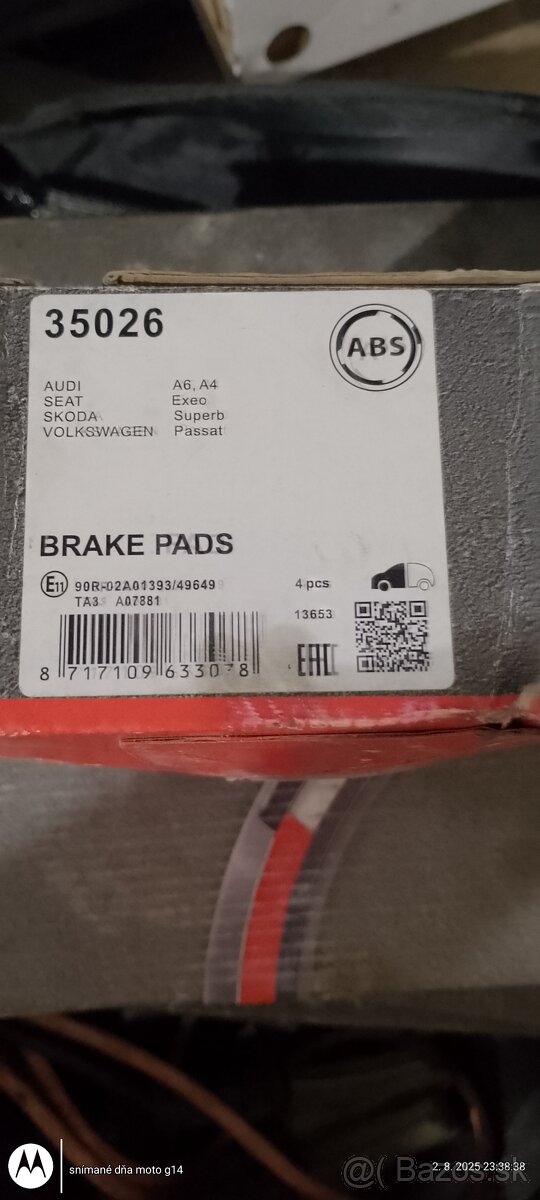 35026
ABS
AUDI A6, A4
SEAT Exeo
SKODA Superb
VOLKSWAGEN Passat
BRAKE PADS
E11 90R-02A01393/49649
TA3 A07881
4 pcs
13653
8 717109 633078
EAC
snímané dňa moto g14
2. 8. 2025 23:38:38
@( Bazos.sk